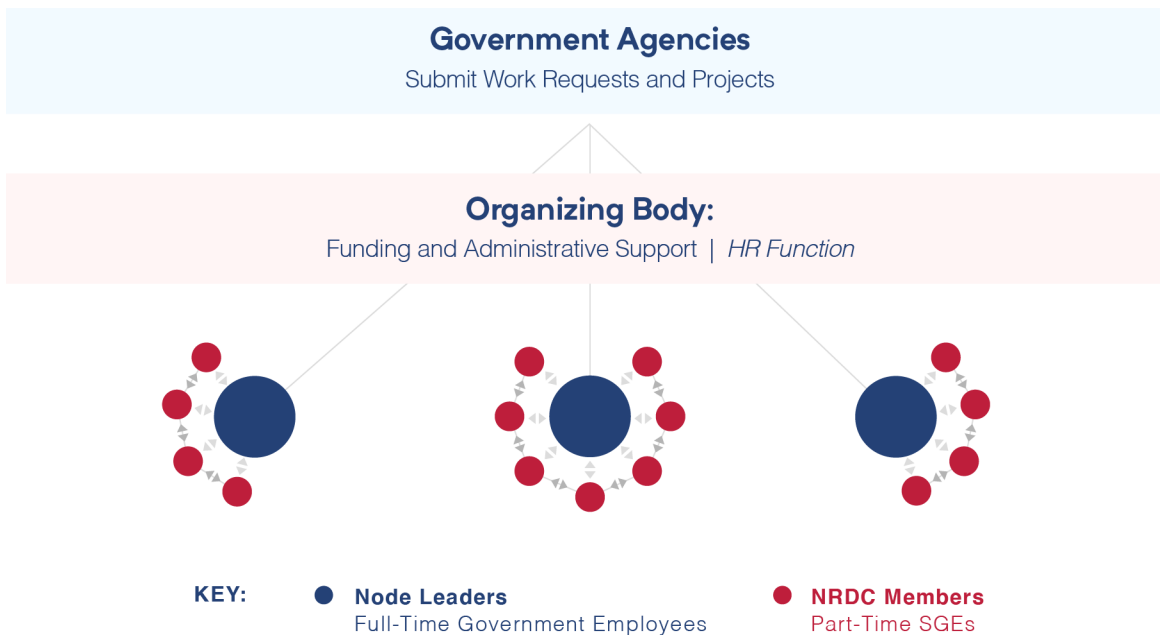 Government Agencies
Submit Work Requests and Projects
Organizing Body:
Funding and Administrative Support | HR Function
KEY:
Node Leaders
Full-Time Government Employees
NRDC Members
Part-Time SGEs